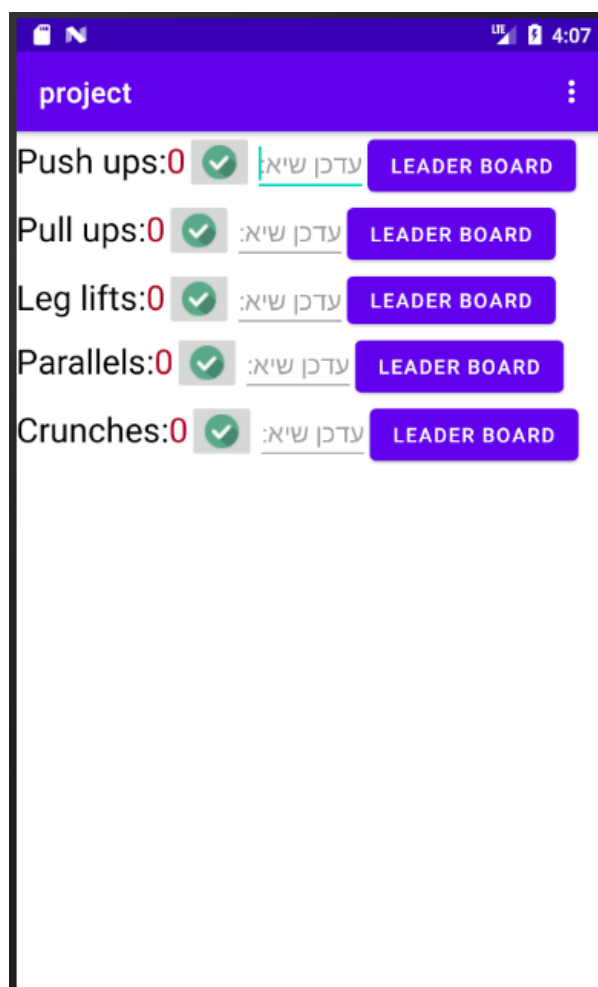 LTE 4:07
project
Push ups:0 עדכן שיא: LEADER BOARD
Pull ups:0 עדכן שיא: LEADER BOARD
Leg lifts:0 עדכן שיא: LEADER BOARD
Parallels:0 עדכן שיא: LEADER BOARD
Crunches:0 עדכן שיא: LEADER BOARD